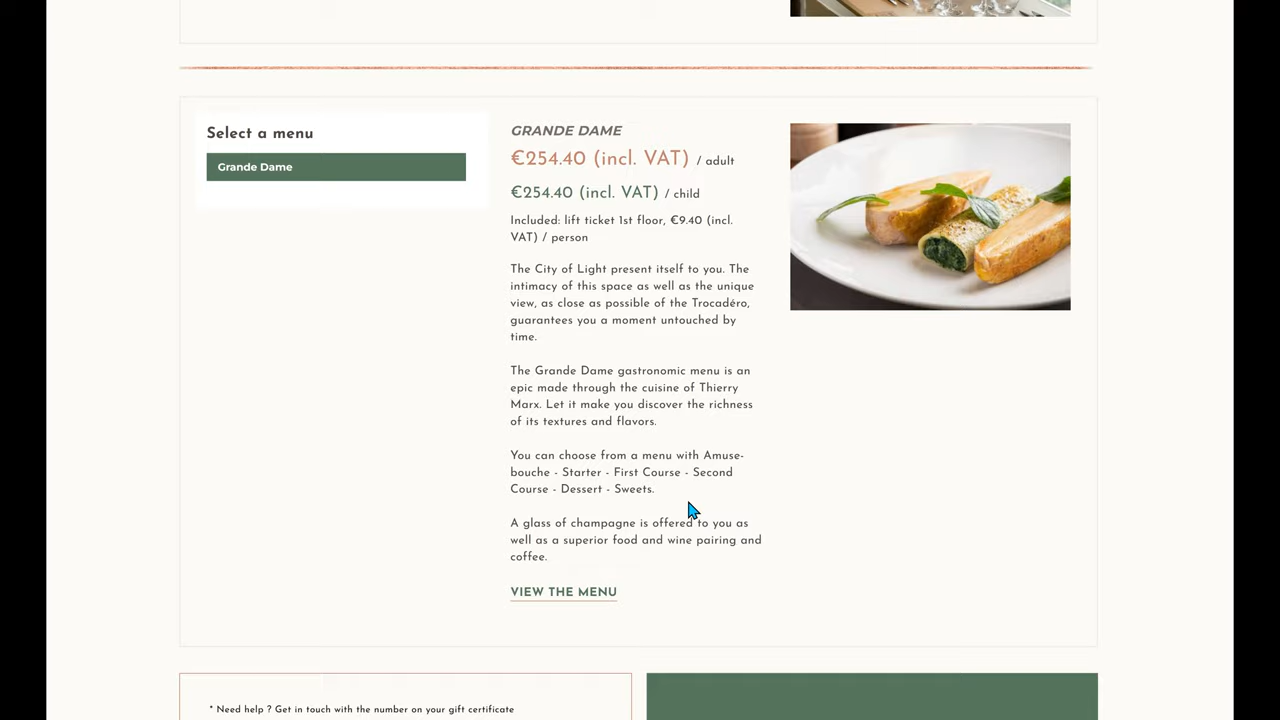 Select a menu
Grande Dame
GRANDE DAME
€254.40 (incl. VAT) / adult
€254.40 (incl. VAT) / child
Included: lift ticket 1st floor, €9.40 (incl.
VAT) / person
The City of Light present itself to you. The
intimacy of this space as well as the unique
view, as close as possible of the Trocadéro,
guarantees you a moment untouched by
time.
The Grande Dame gastronomic menu is an
epic made through the cuisine of Thierry
Marx. Let it make you discover the richness
of its textures and flavors.
You can choose from a menu with Amuse-
bouche - Starter - First Course - Second
Course - Dessert - Sweets.
A glass of champagne is offered to you as
well as a superior food and wine pairing and
coffee.
VIEW THE MENU
* Need help ? Get in touch with the number on your gift certificate